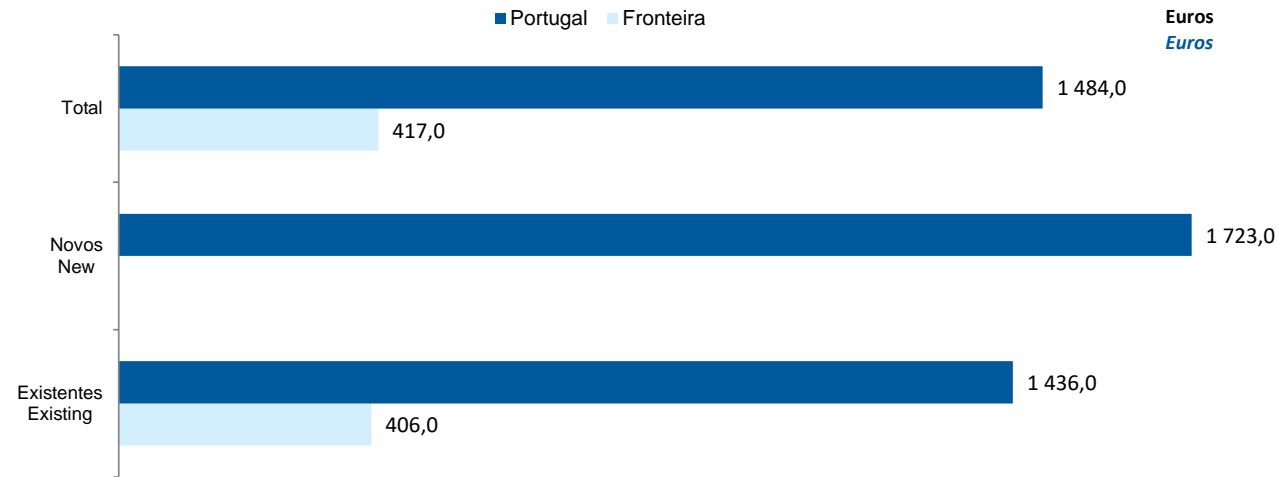 Portugal Fronteira
Euros
Euros
Total
1 484,0
417,0
Novos
New
1 723,0
Existentes
Existing
1 436,0
406,0